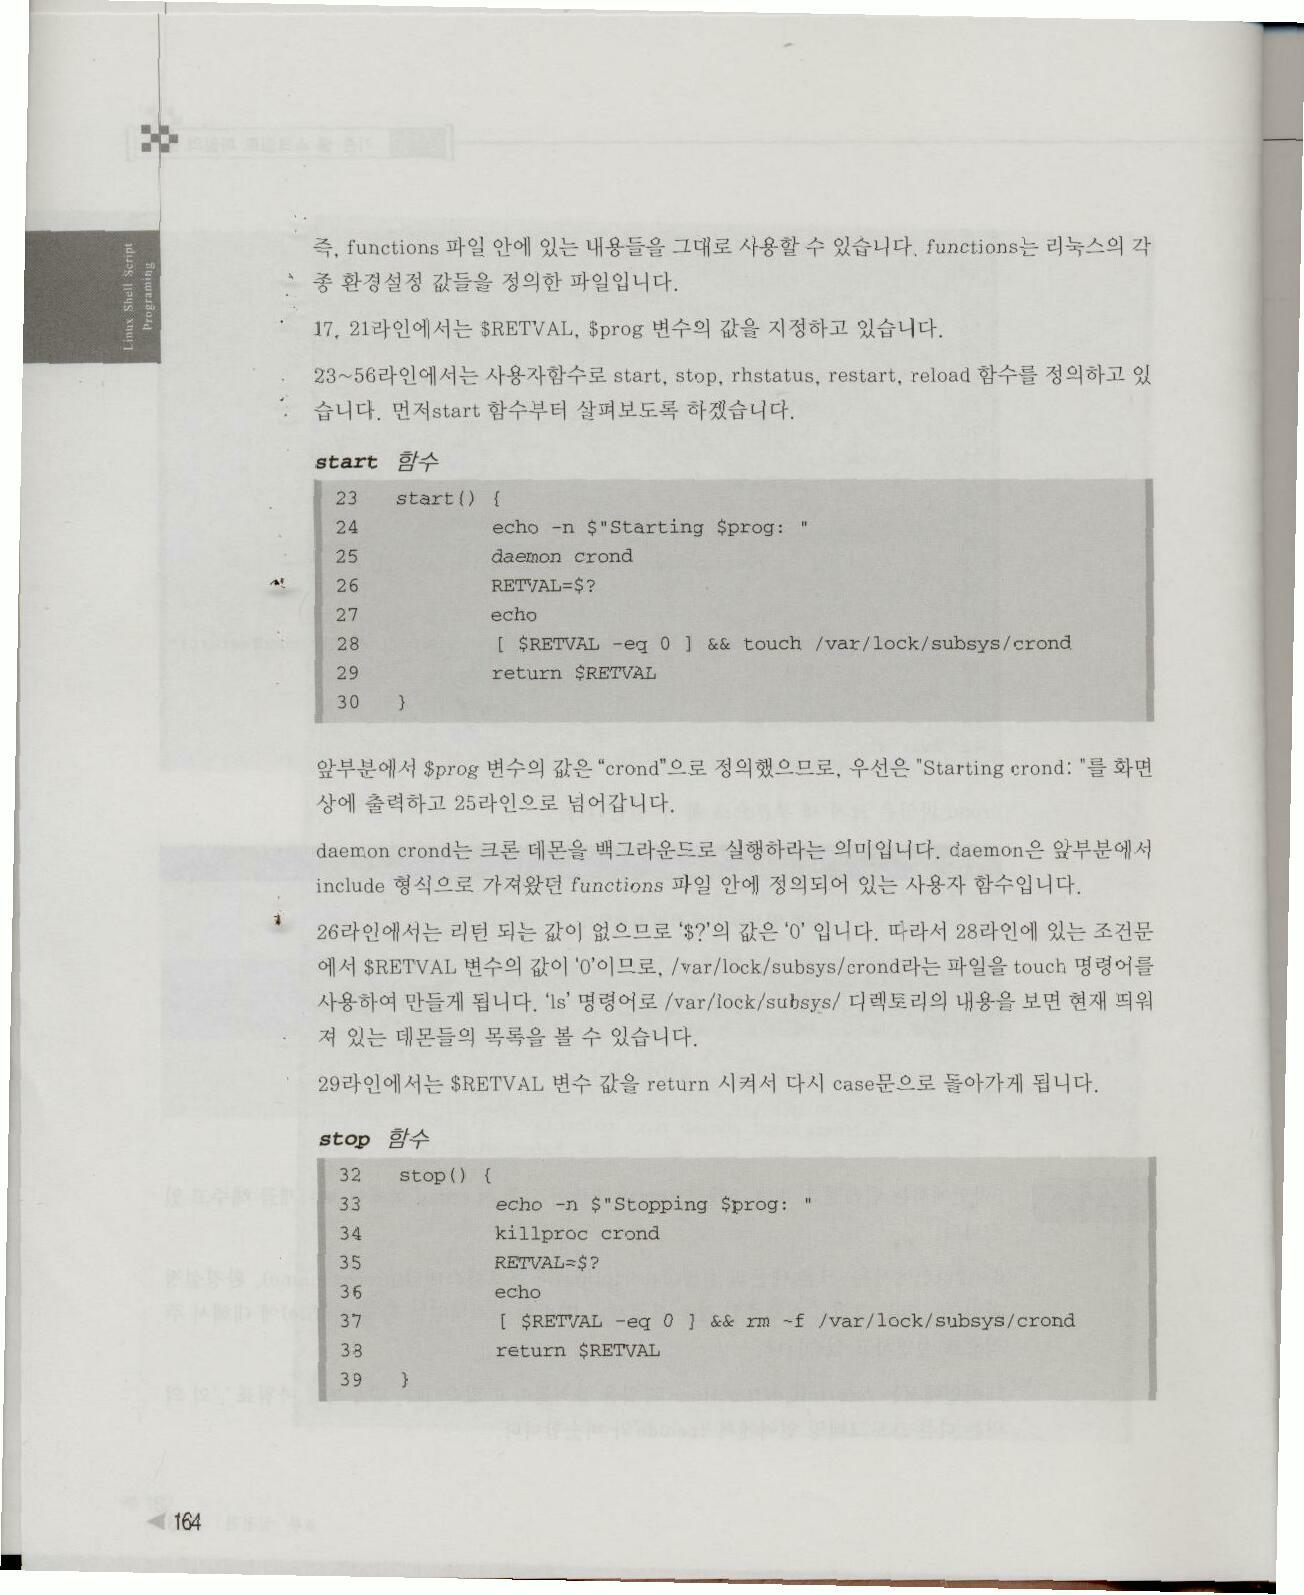 Linux Shell Script
Programing
즉, functions 파일 안에 있는 내용들을 그대로 사용할 수 있습니다. functions는 리눅스의 각
종 환경설정 값들을 정의한 파일입니다.
17, 21라인에서는 $RETVAL, $prog 변수의 값을 지정하고 있습니다.
23~56라인에서는 사용자함수로 start, stop, rhstatus, restart, reload 함수를 정의하고 있
습니다. 먼저start 함수부터 살펴보도록 하겠습니다.
start 함수
23 start() {
24 echo -n $"Starting $prog: "
25 daemon crond
26 RETVAL=$?
27 echo
28 [ $RETVAL -eq 0 ] && touch /var/lock/subsys/crond
29 return $RETVAL
30 }
앞부분에서 $prog 변수의 값은 “crond”으로 정의했으므로, 우선은 "Starting crond: "를 화면
상에 출력하고 25라인으로 넘어갑니다.
daemon crond는 크론 데몬을 백그라운드로 실행하라는 의미입니다. daemon은 앞부분에서
include 형식으로 가져왔던 functions 파일 안에 정의되어 있는 사용자 함수입니다.
26라인에서는 리턴 되는 값이 없으므로 ‘$?’의 값은 ‘0’ 입니다. 따라서 28라인에 있는 조건문
에서 $RETVAL 변수의 값이 ‘0’이므로, /var/lock/subsys/crond라는 파일을 touch 명령어를
사용하여 만들게 됩니다. ‘ls’ 명령어로 /var/lock/subsys/ 디렉토리의 내용을 보면 현재 띄워
져 있는 데몬들의 목록을 볼 수 있습니다.
29라인에서는 $RETVAL 변수 값을 return 시켜서 다시 case문으로 돌아가게 됩니다.
stop 함수
32 stop() {
33 echo -n $"Stopping $prog: "
34 killproc crond
35 RETVAL=$?
36 echo
37 [ $RETVAL -eq 0 ] && rm -f /var/lock/subsys/crond
38 return $RETVAL
39 }
164